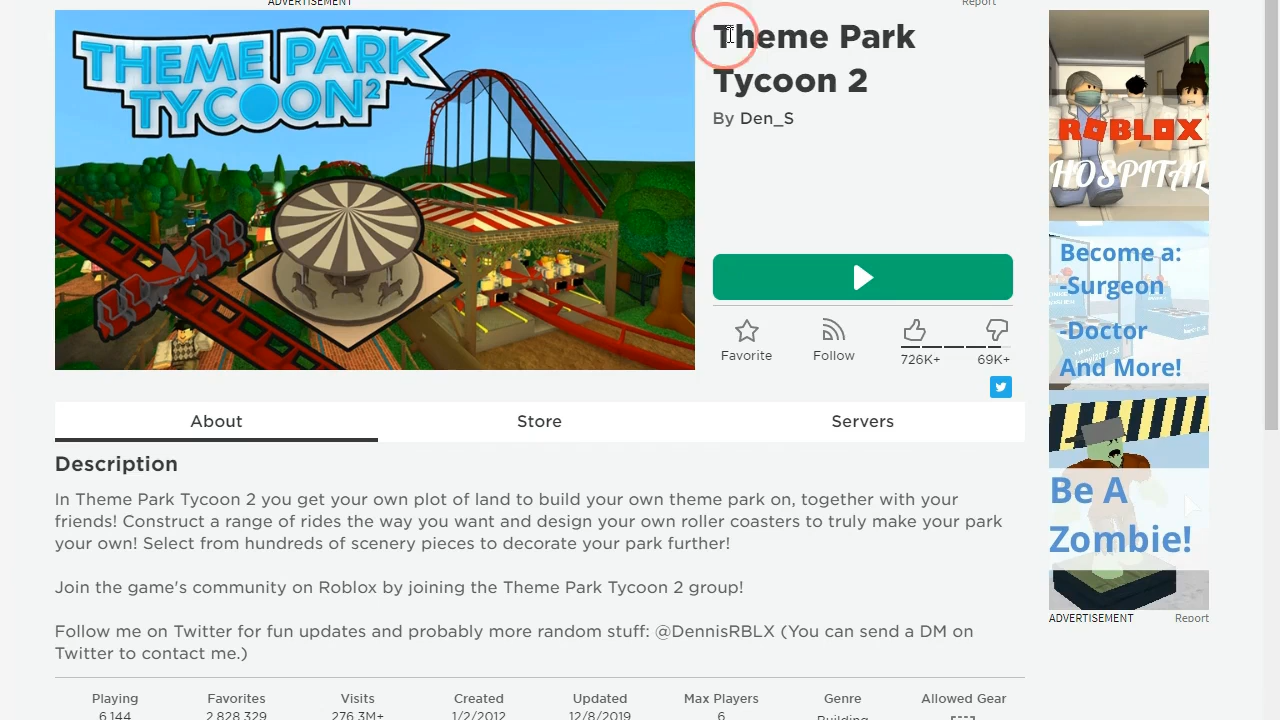 ADVERTISEMENT
Report
THEME PARK
TYCOON 2
Theme Park
Tycoon 2
By Den_S
Favorite
Follow
726K+
69K+
About
Store
Servers
Description
In Theme Park Tycoon 2 you get your own plot of land to build your own theme park on, together with your
friends! Construct a range of rides the way you want and design your own roller coasters to truly make your park
your own! Select from hundreds of scenery pieces to decorate your park further!
Join the game's community on Roblox by joining the Theme Park Tycoon 2 group!
Follow me on Twitter for fun updates and probably more random stuff: @DennisRBLX (You can send a DM on
Twitter to contact me.)
Playing
Favorites
Visits
Created
Updated
Max Players
Genre
Allowed Gear
6,144
2,828,329
276.3M+
1/2/2012
12/8/2019
6
Building
ROBLOX
HOSPITAL
Become a:
-Surgeon
-Doctor
And More!
Be A
Zombie!
ADVERTISEMENT
Report